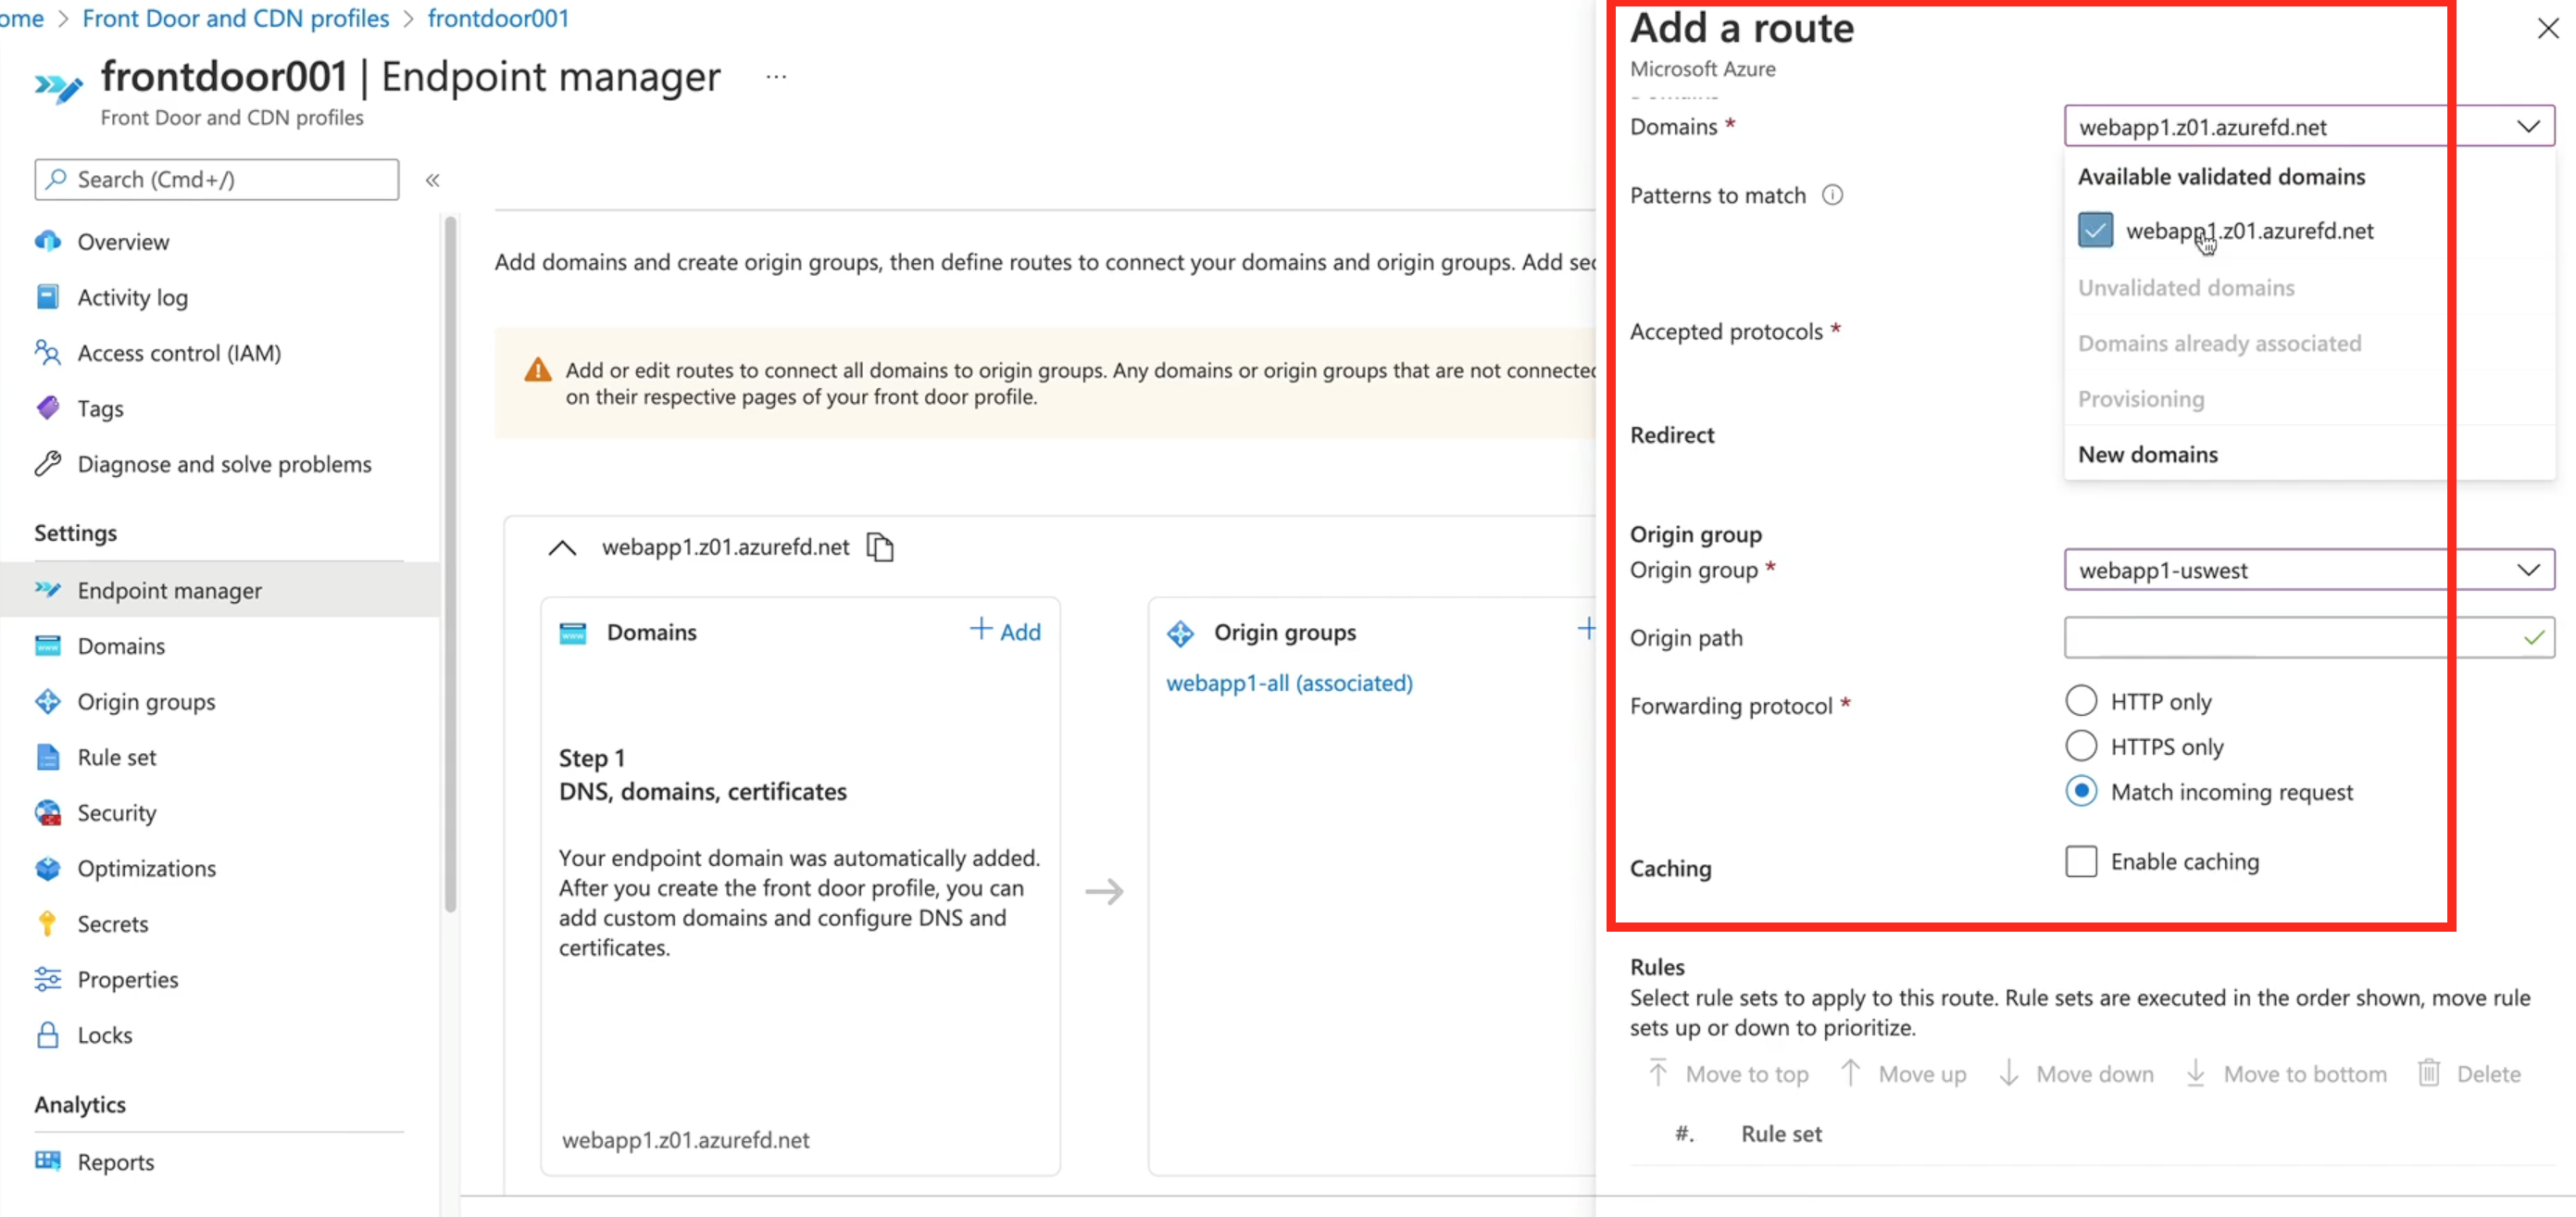 ome > Front Door and CDN profiles > frontdoor001
frontdoor001 | Endpoint manager ...
Front Door and CDN profiles
Search (Cmd+/)
«
Overview
Activity log
Access control (IAM)
Tags
Diagnose and solve problems
Settings
Endpoint manager
Domains
Origin groups
Rule set
Security
Optimizations
Secrets
Properties
Locks
Analytics
Reports
Add domains and create origin groups, then define routes to connect your domains and origin groups. Add sec
Add or edit routes to connect all domains to origin groups. Any domains or origin groups that are not connected
on their respective pages of your front door profile.
webapp1.z01.azurefd.net
Domains
+ Add
Step 1
DNS, domains, certificates
Your endpoint domain was automatically added.
After you create the front door profile, you can
add custom domains and configure DNS and
certificates.
webapp1.z01.azurefd.net
Origin groups
+
webapp1-all (associated)
Add a route
Microsoft Azure
Domains *
webapp1.z01.azurefd.net
Available validated domains
webapp1.z01.azurefd.net
Unvalidated domains
Domains already associated
Provisioning
New domains
Patterns to match
Accepted protocols *
Redirect
Origin group
Origin group *
webapp1-uswest
Origin path
Forwarding protocol *
HTTP only
HTTPS only
Match incoming request
Caching
Enable caching
Rules
Select rule sets to apply to this route. Rule sets are executed in the order shown, move rule
sets up or down to prioritize.
Move to top
Move up
Move down
Move to bottom
Delete
#. Rule set